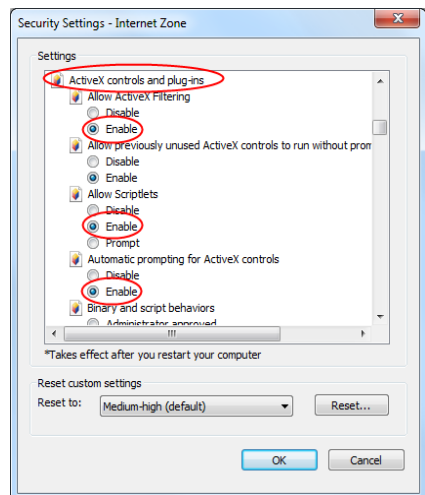 Security Settings - Internet Zone
Settings
ActiveX controls and plug-ins
Allow ActiveX Filtering
Disable
Enable
Allow previously unused ActiveX controls to run without prom
Disable
Enable
Allow Scriptlets
Disable
Enable
Prompt
Automatic prompting for ActiveX controls
Disable
Enable
Binary and script behaviors
Administrator approved
*Takes effect after you restart your computer
Reset custom settings
Reset to: Medium-high (default) Reset...
OK Cancel